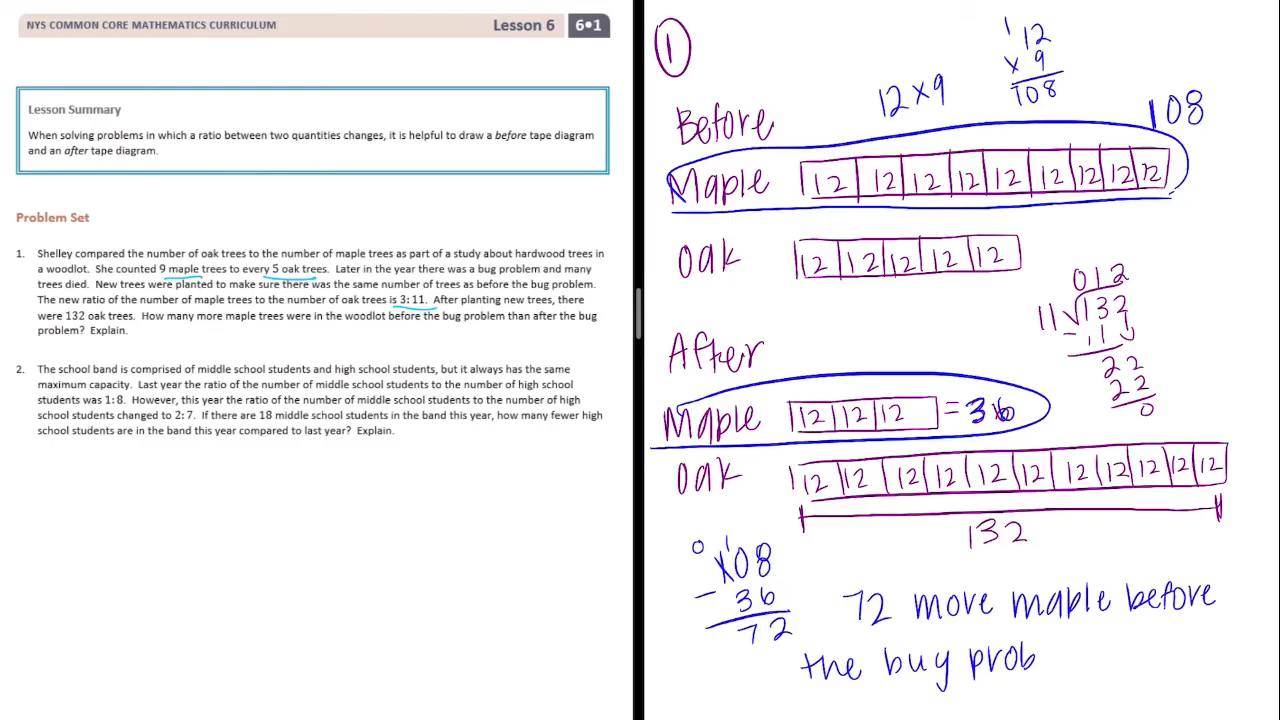 NYS COMMON CORE MATHEMATICS CURRICULUM
Lesson 6
6•1
Lesson Summary
When solving problems in which a ratio between two quantities changes, it is helpful to draw a before tape diagram
and an after tape diagram.
Problem Set
1. Shelley compared the number of oak trees to the number of maple trees as part of a study about hardwood trees in
a woodlot. She counted 9 maple trees to every 5 oak trees. Later in the year there was a bug problem and many
trees died. New trees were planted to make sure there was the same number of trees as before the bug problem.
The new ratio of the number of maple trees to the number of oak trees is 3:11. After planting new trees, there
were 132 oak trees. How many more maple trees were in the woodlot before the bug problem than after the bug
problem? Explain.
2. The school band is comprised of middle school students and high school students, but it always has the same
maximum capacity. Last year the ratio of the number of middle school students to the number of high school
students was 1:8. However, this year the ratio of the number of middle school students to the number of high
school students changed to 2:7. If there are 18 middle school students in the band this year, how many fewer high
school students are in the band this year compared to last year? Explain.
1
1
12
x 9
108
12 x 9
Before
108
Maple 12 12 12 12 12 12 12 12 12
Oak 12 12 12 12 12
012
11 132
- 11
22
22
0
After
Maple 12 12 12 = 36
Oak 12 12 12 12 12 12 12 12 12 12 12
132
0 1
108
- 36
72
72 more maple before
the buy prob